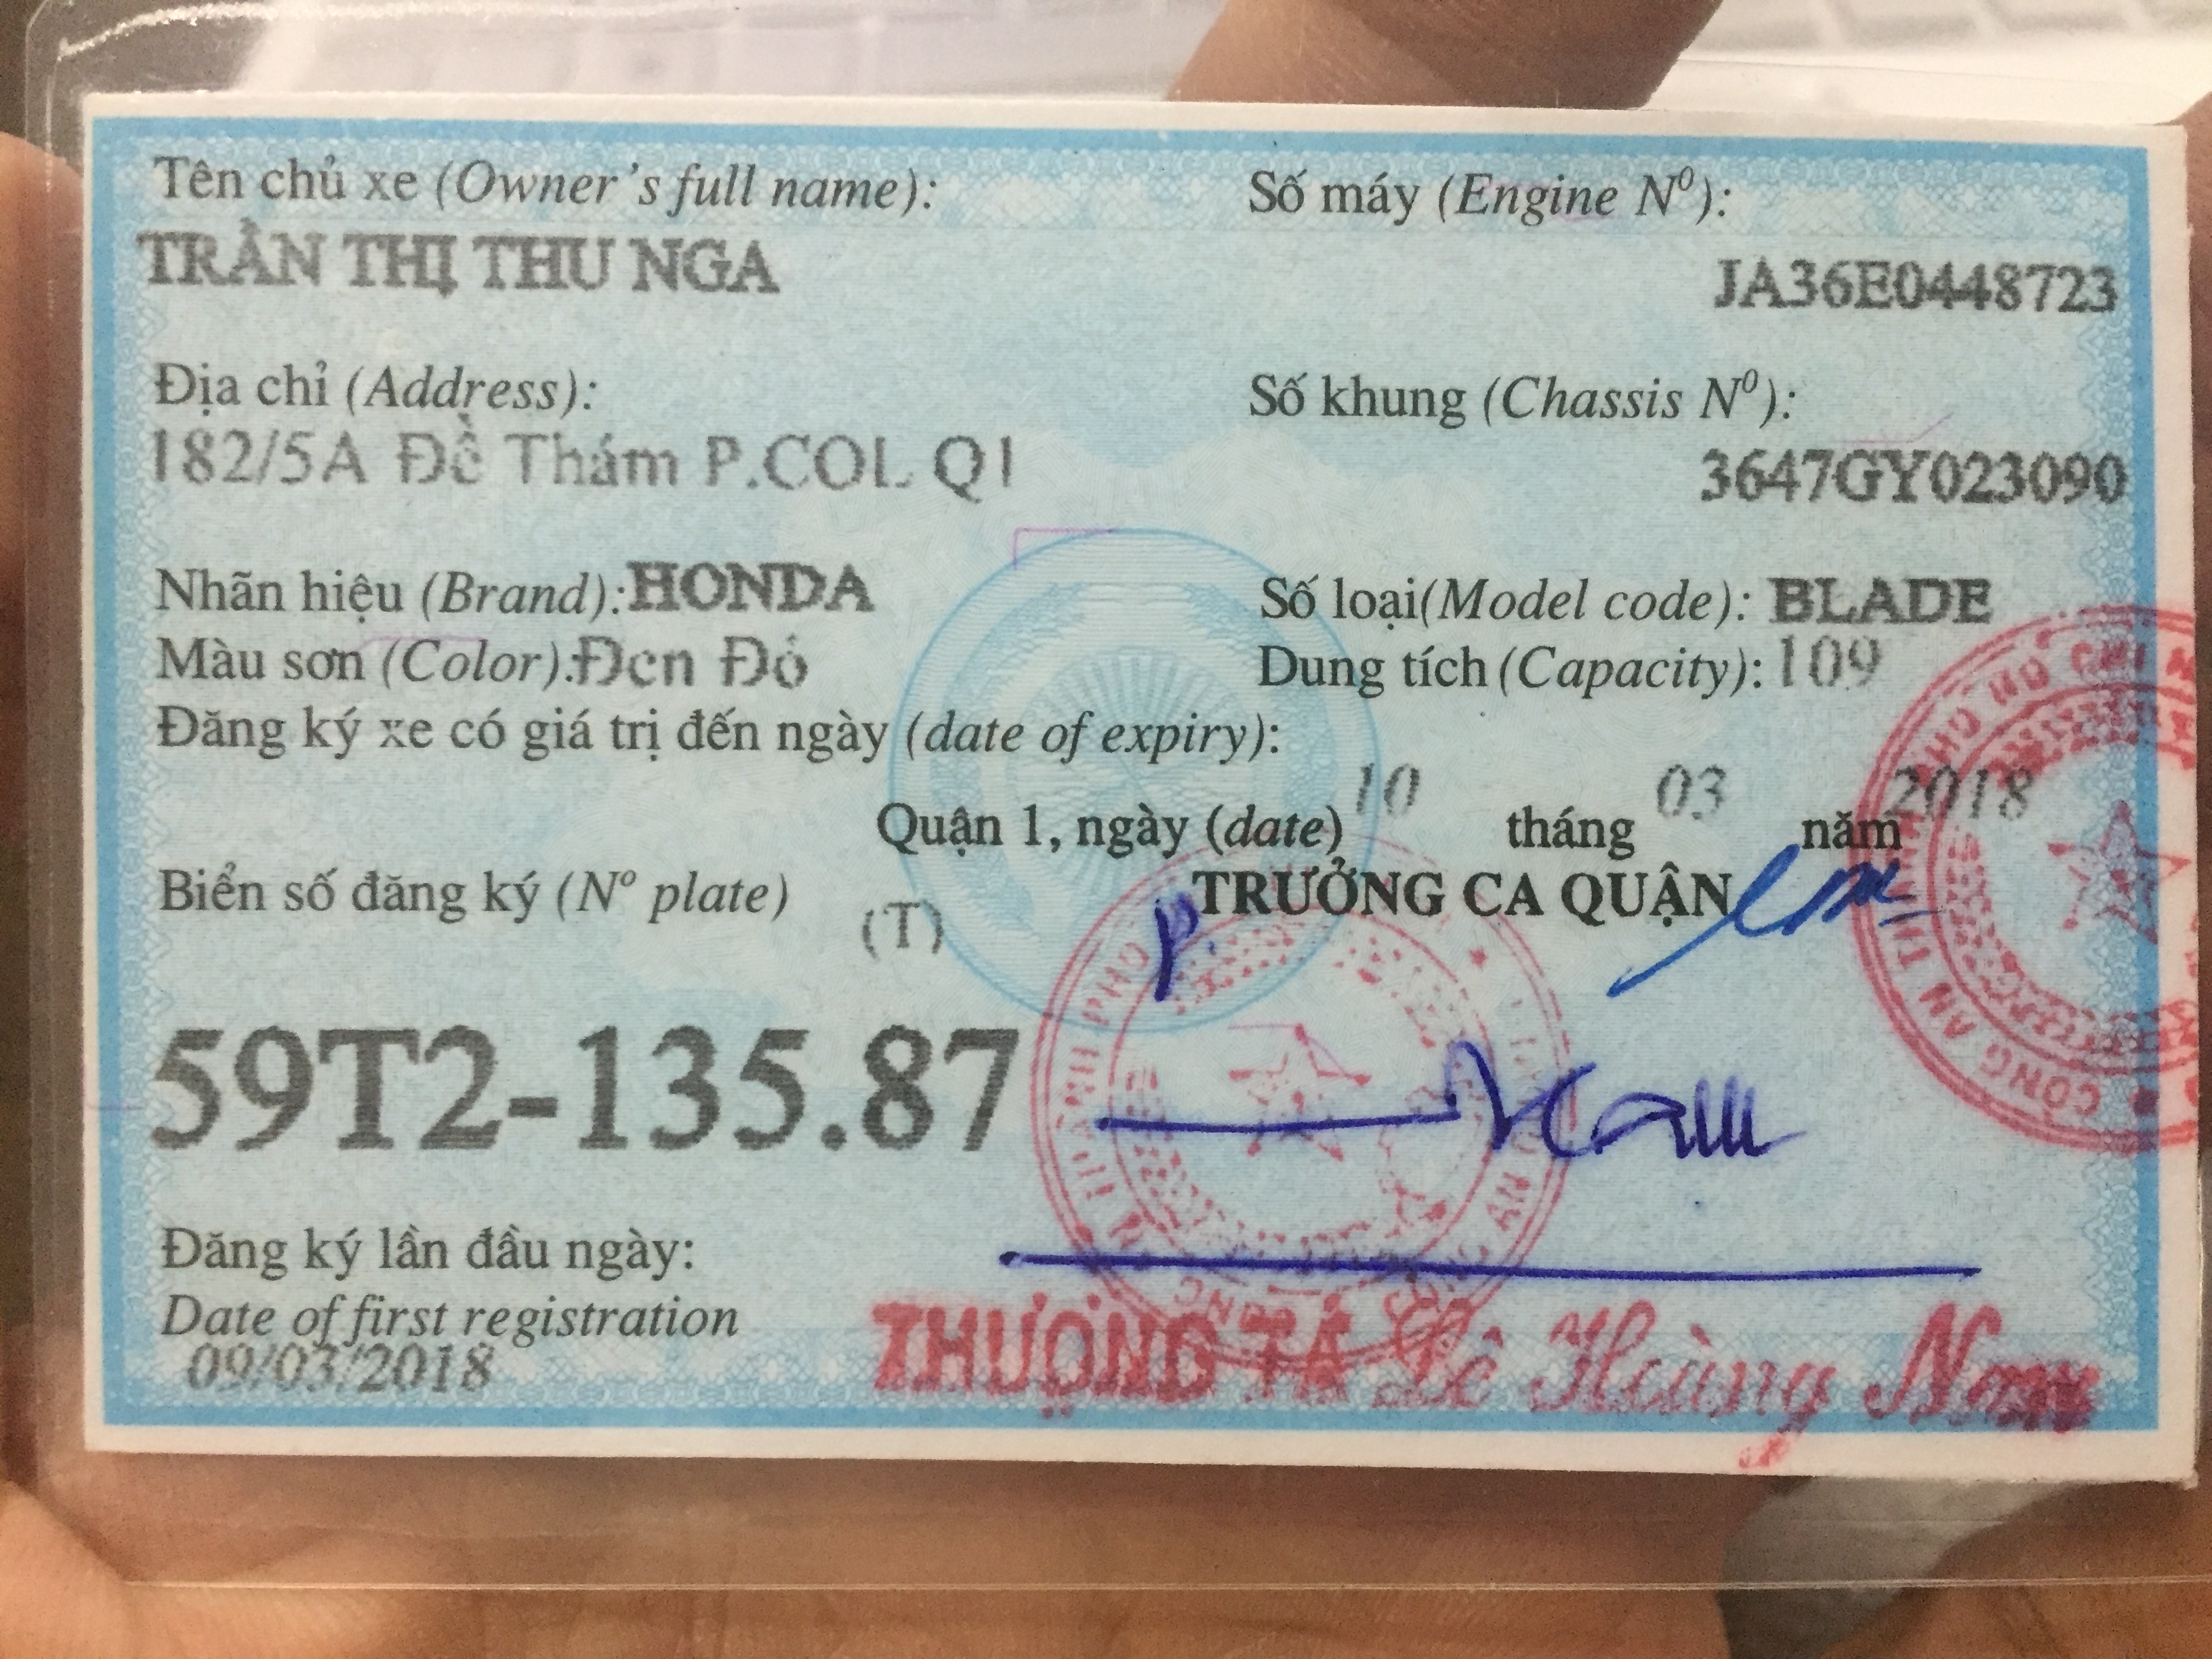 Tên chủ xe (Owner's full name):
TRẦN THỊ THU NGA
Số máy (Engine N⁰):
JA36E0448723
Địa chỉ (Address):
182/5A Đề Thám P.COL Q1
Số khung (Chassis N⁰):
3647GY023090
Nhãn hiệu (Brand): HONDA
Số loại(Model code): BLADE
Màu sơn (Color): Đen Đỏ
Dung tích (Capacity): 109
Đăng ký xe có giá trị đến ngày (date of expiry):
Quận 1, ngày (date) 10 tháng 03 năm 2018
Biển số đăng ký (Nº plate) (T)
P. TRƯỞNG CA QUẬN
59T2-135.87
Đăng ký lần đầu ngày:
Date of first registration
09/03/2018
THƯỢNG TÁ Lê Hùng Nam